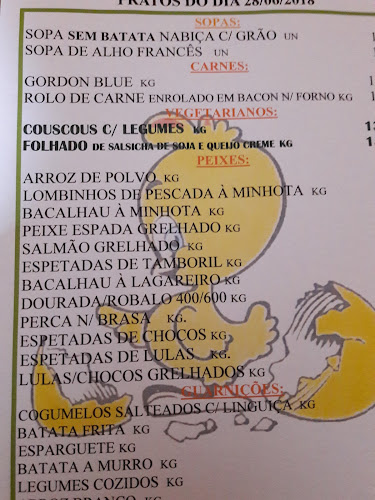 PRATOS DO DIA 28/06/2018
SOPAS:
SOPA SEM BATATA NABIÇA C/ GRÃO UN
SOPA DE ALHO FRANCÊS UN
CARNES:
GORDON BLUE KG
ROLO DE CARNE ENROLADO EM BACON N/ FORNO KG
VEGETARIANOS:
COUSCOUS C/ LEGUMES KG
FOLHADO DE SALSICHA DE SOJA E QUEIJO CREME KG
PEIXES:
ARROZ DE POLVO KG
LOMBINHOS DE PESCADA À MINHOTA KG
BACALHAU À MINHOTA KG
PEIXE ESPADA GRELHADO KG
SALMÃO GRELHADO KG
ESPETADAS DE TAMBORIL KG
BACALHAU À LAGAREIRO KG
DOURADA/ROBALO 400/600 KG
PERCA N/ BRASA KG.
ESPETADAS DE CHOCOS KG
ESPETADAS DE LULAS KG.
LULAS/CHOCOS GRELHADOS KG
GUARNIÇÕES:
COGUMELOS SALTEADOS C/ LINGUIÇA KG
BATATA FRITA KG
ESPARGUETE KG
BATATA A MURRO KG
LEGUMES COZIDOS KG
ARROZ BRANCO KG